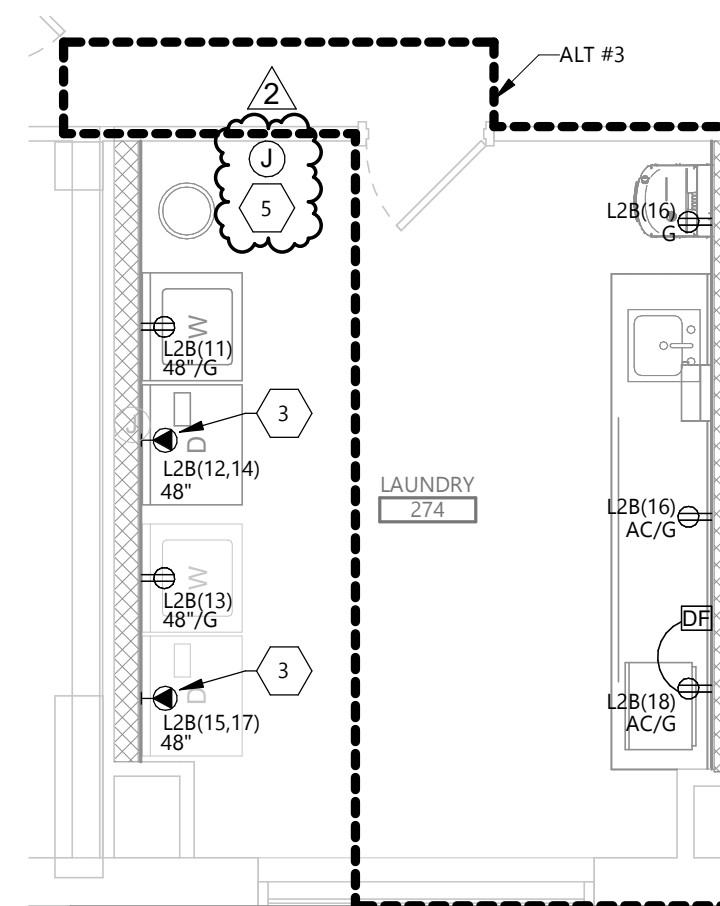 ALT #3
2
J
5
L2B(16)
G
W
L2B(11)
48"/G
3
J
D
L2B(12,14)
48"
LAUNDRY
274
L2B(16)
AC/G
W
L2B(13)
48"/G
DF
3
D
L2B(15,17)
48"
L2B(18)
AC/G